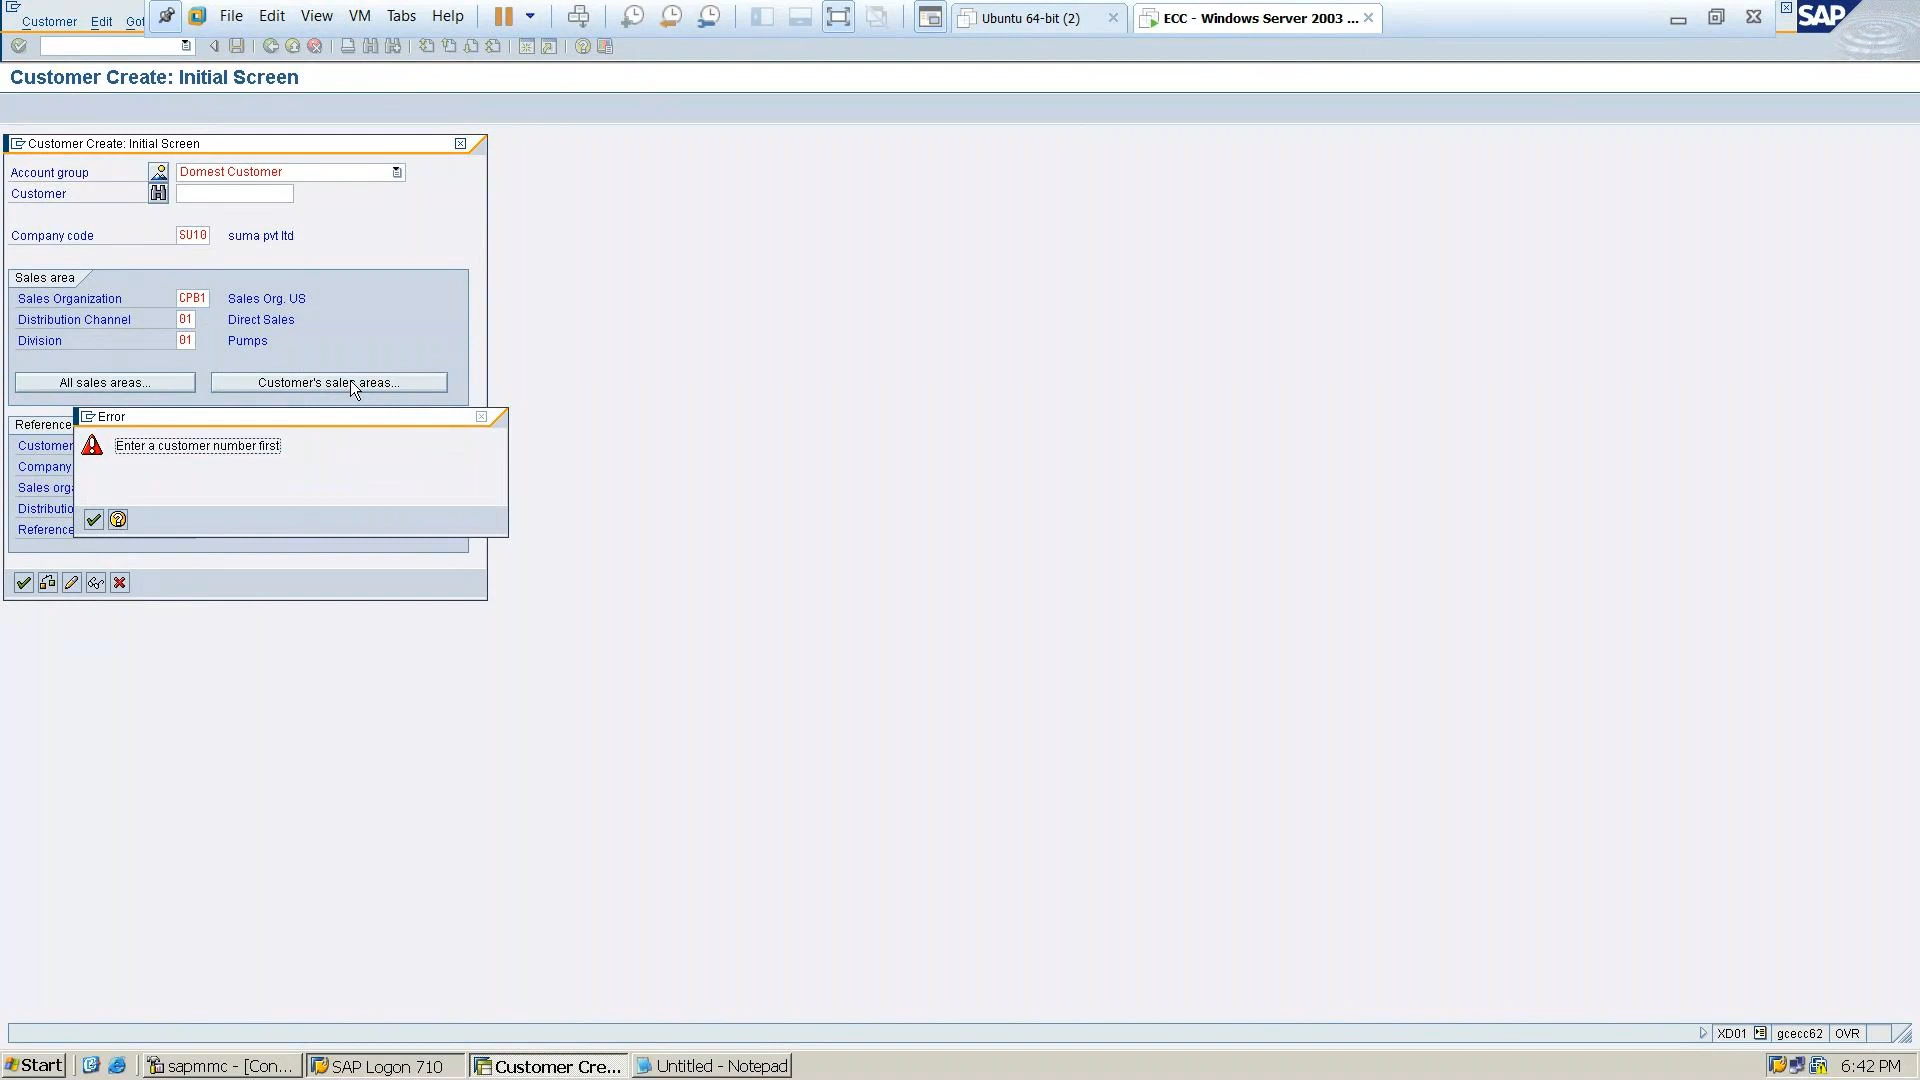 Customer Edit Got
File Edit View VM Tabs Help
Ubuntu 64-bit (2)
ECC - Windows Server 2003 ...
SAP
Customer Create: Initial Screen
Customer Create: Initial Screen
Account group Domest Customer
Customer
Company code SU10 suma pvt ltd
Sales area
Sales Organization CPB1 Sales Org. US
Distribution Channel 01 Direct Sales
Division 01 Pumps
All sales areas... Customer's sales areas...
Reference
Error
Customer
Enter a customer number first
Company
Sales orga
Distributio
Reference
XD01 gcecc62 OVR
Start sapmmc - [Con... SAP Logon 710 Customer Cre... Untitled - Notepad 6:42 PM